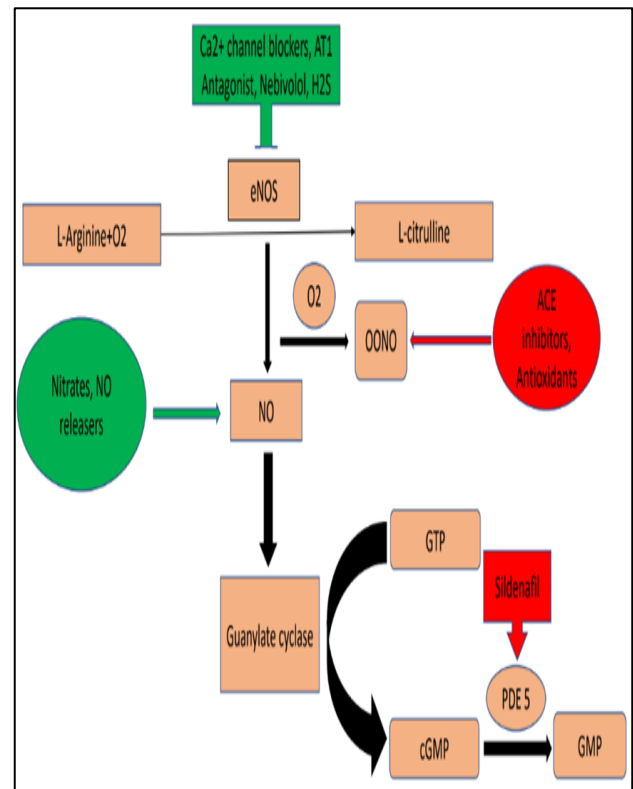 Ca2+ channel blockers, AT1
Antagonist, Nebivolol, H2S
eNOS
L-Arginine+O2
L-citrulline
O2
OONO
ACE
inhibitors,
Antioxidants
Nitrates, NO
releasers
NO
GTP
Sildenafil
Guanylate cyclase
PDE 5
cGMP
GMP